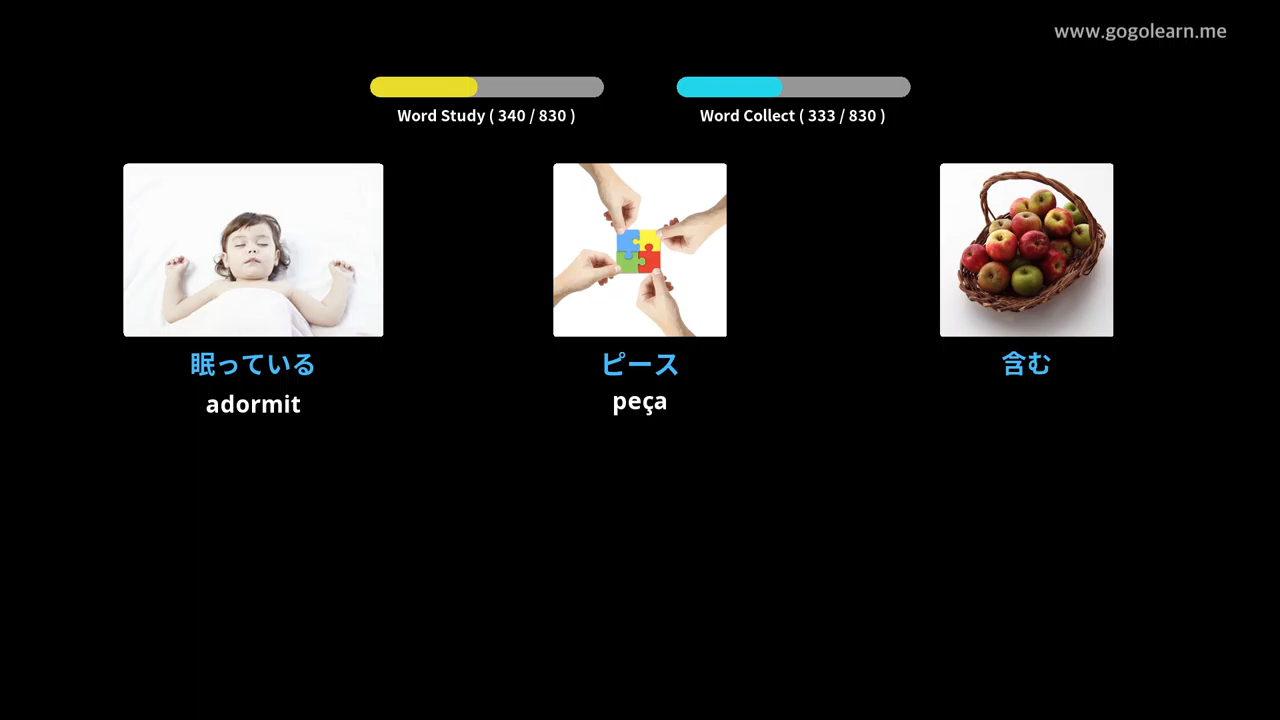 www.gogolearn.me
Word Study ( 340 / 830 )
Word Collect ( 333 / 830 )
眠っている
ピース
含む
adormit
peça